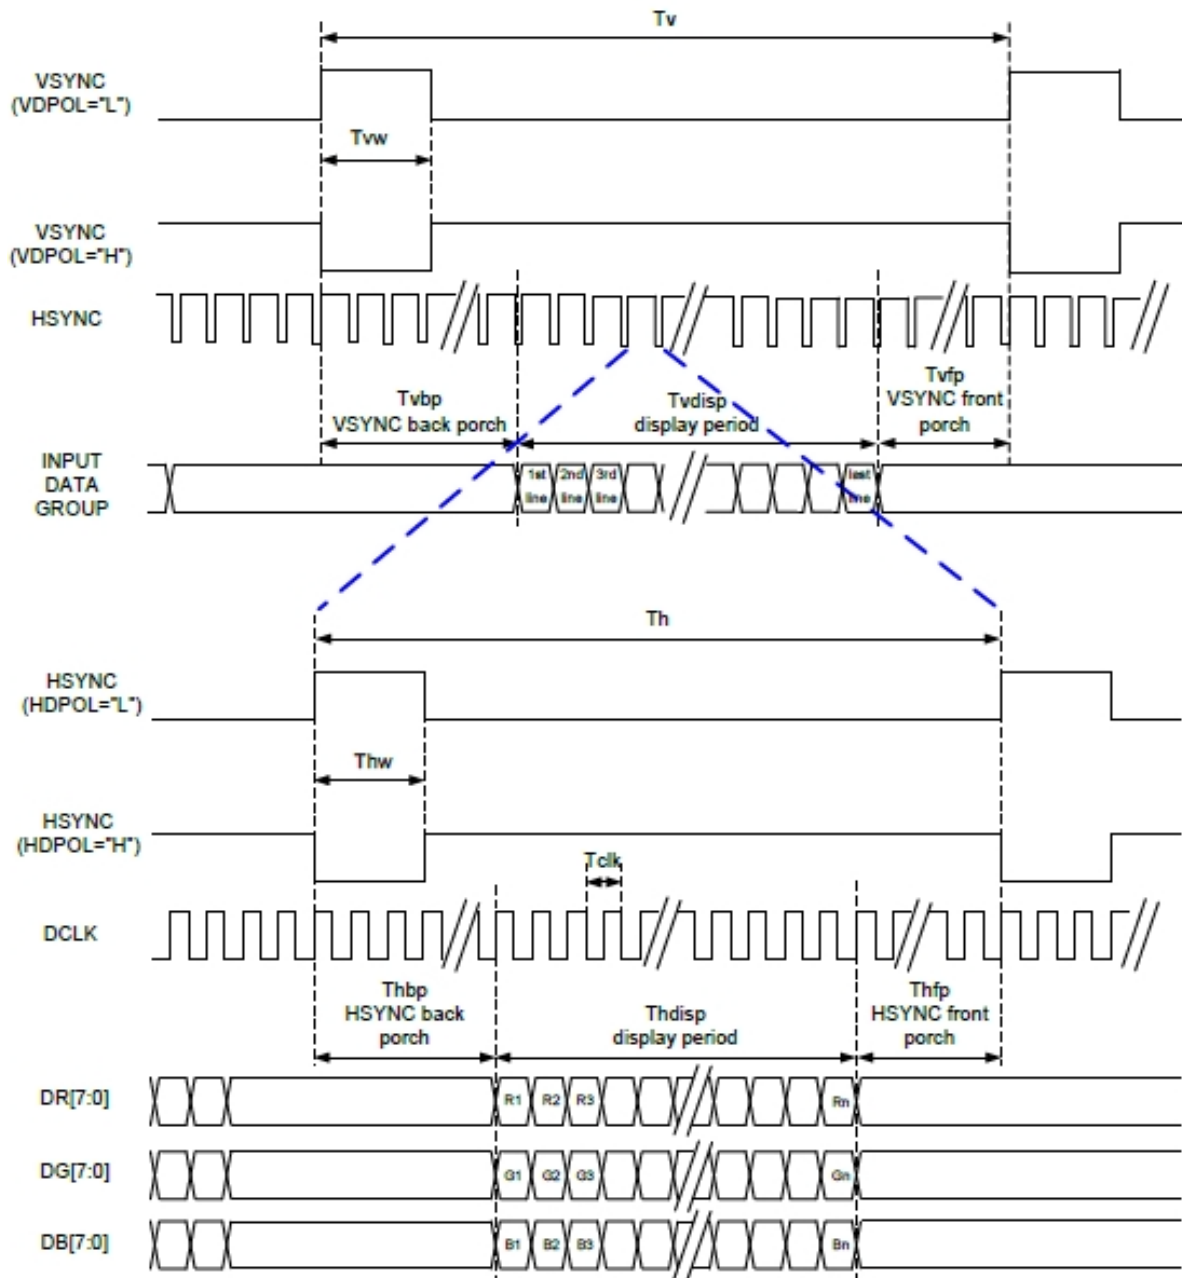 Tv
VSYNC
(VDPOL="L")
Tvw
VSYNC
(VDPOL="H")
HSYNC
Tvbp
VSYNC back porch
Tvdisp
display period
Tvfp
VSYNC front
porch
INPUT
DATA
GROUP
1st
line
2nd
line
3rd
line
last
line
Th
HSYNC
(HDPOL="L")
Thw
HSYNC
(HDPOL="H")
Tclk
DCLK
Thbp
HSYNC back
porch
Thdisp
display period
Thfp
HSYNC front
porch
DR[7:0]
R1 R2 R3 Rn
DG[7:0]
G1 G2 G3 Gn
DB[7:0]
B1 B2 B3 Bn